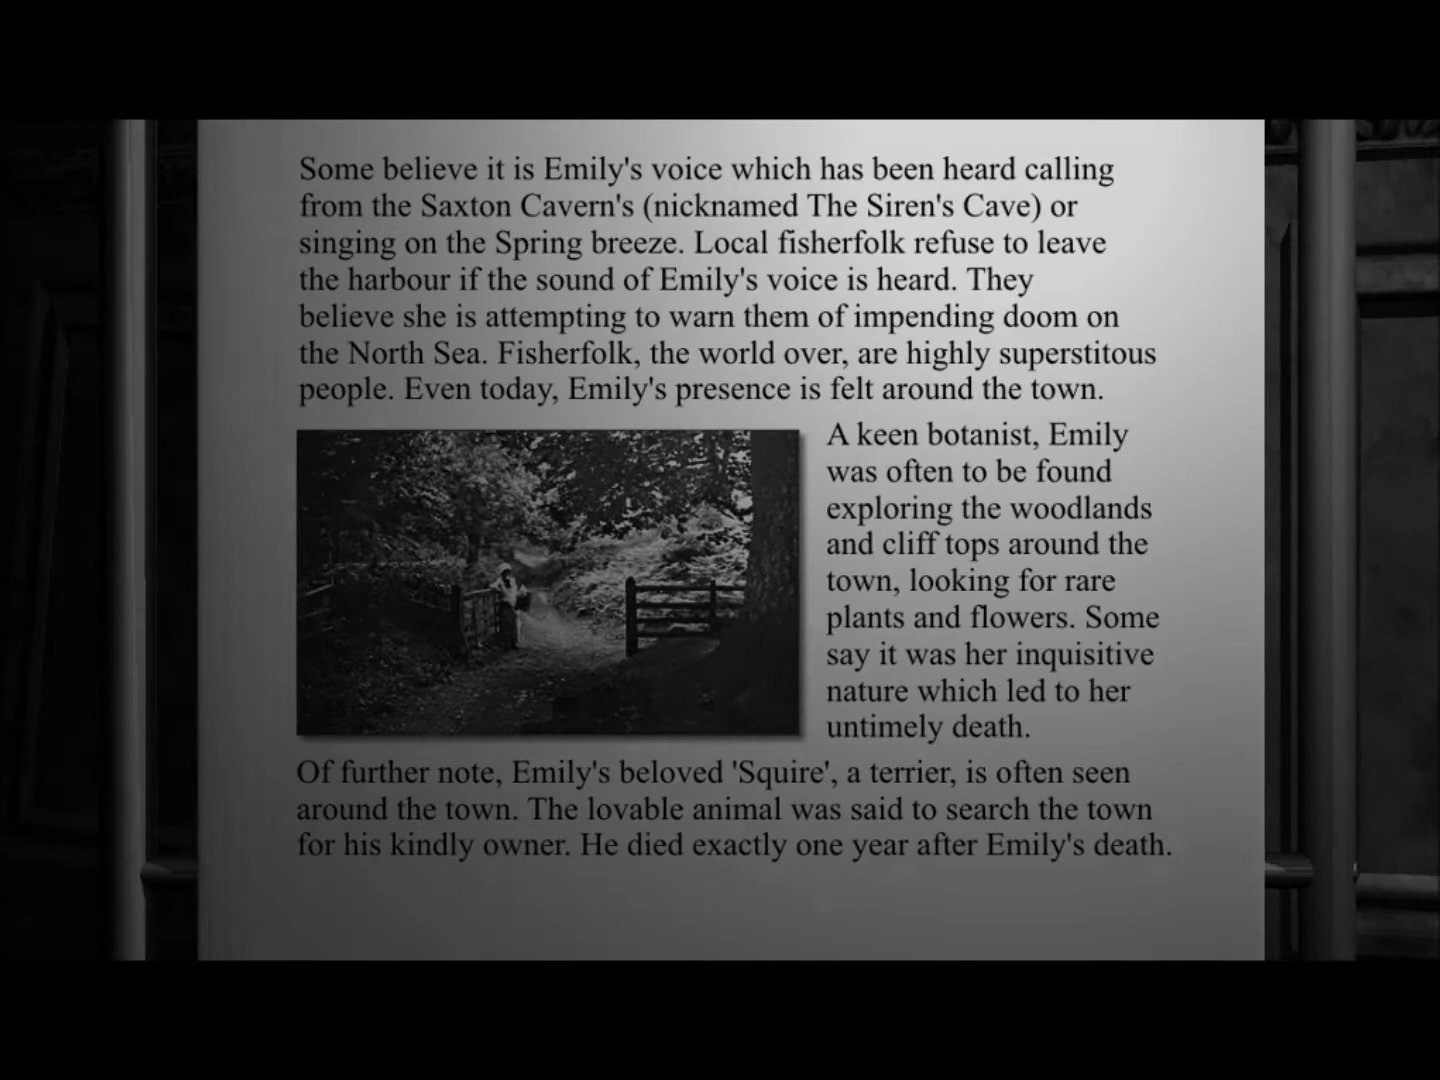 Some believe it is Emily's voice which has been heard calling
from the Saxton Cavern's (nicknamed The Siren's Cave) or
singing on the Spring breeze. Local fisherfolk refuse to leave
the harbour if the sound of Emily's voice is heard. They
believe she is attempting to warn them of impending doom on
the North Sea. Fisherfolk, the world over, are highly superstitous
people. Even today, Emily's presence is felt around the town.
A keen botanist, Emily
was often to be found
exploring the woodlands
and cliff tops around the
town, looking for rare
plants and flowers. Some
say it was her inquisitive
nature which led to her
untimely death.
Of further note, Emily's beloved 'Squire', a terrier, is often seen
around the town. The lovable animal was said to search the town
for his kindly owner. He died exactly one year after Emily's death.